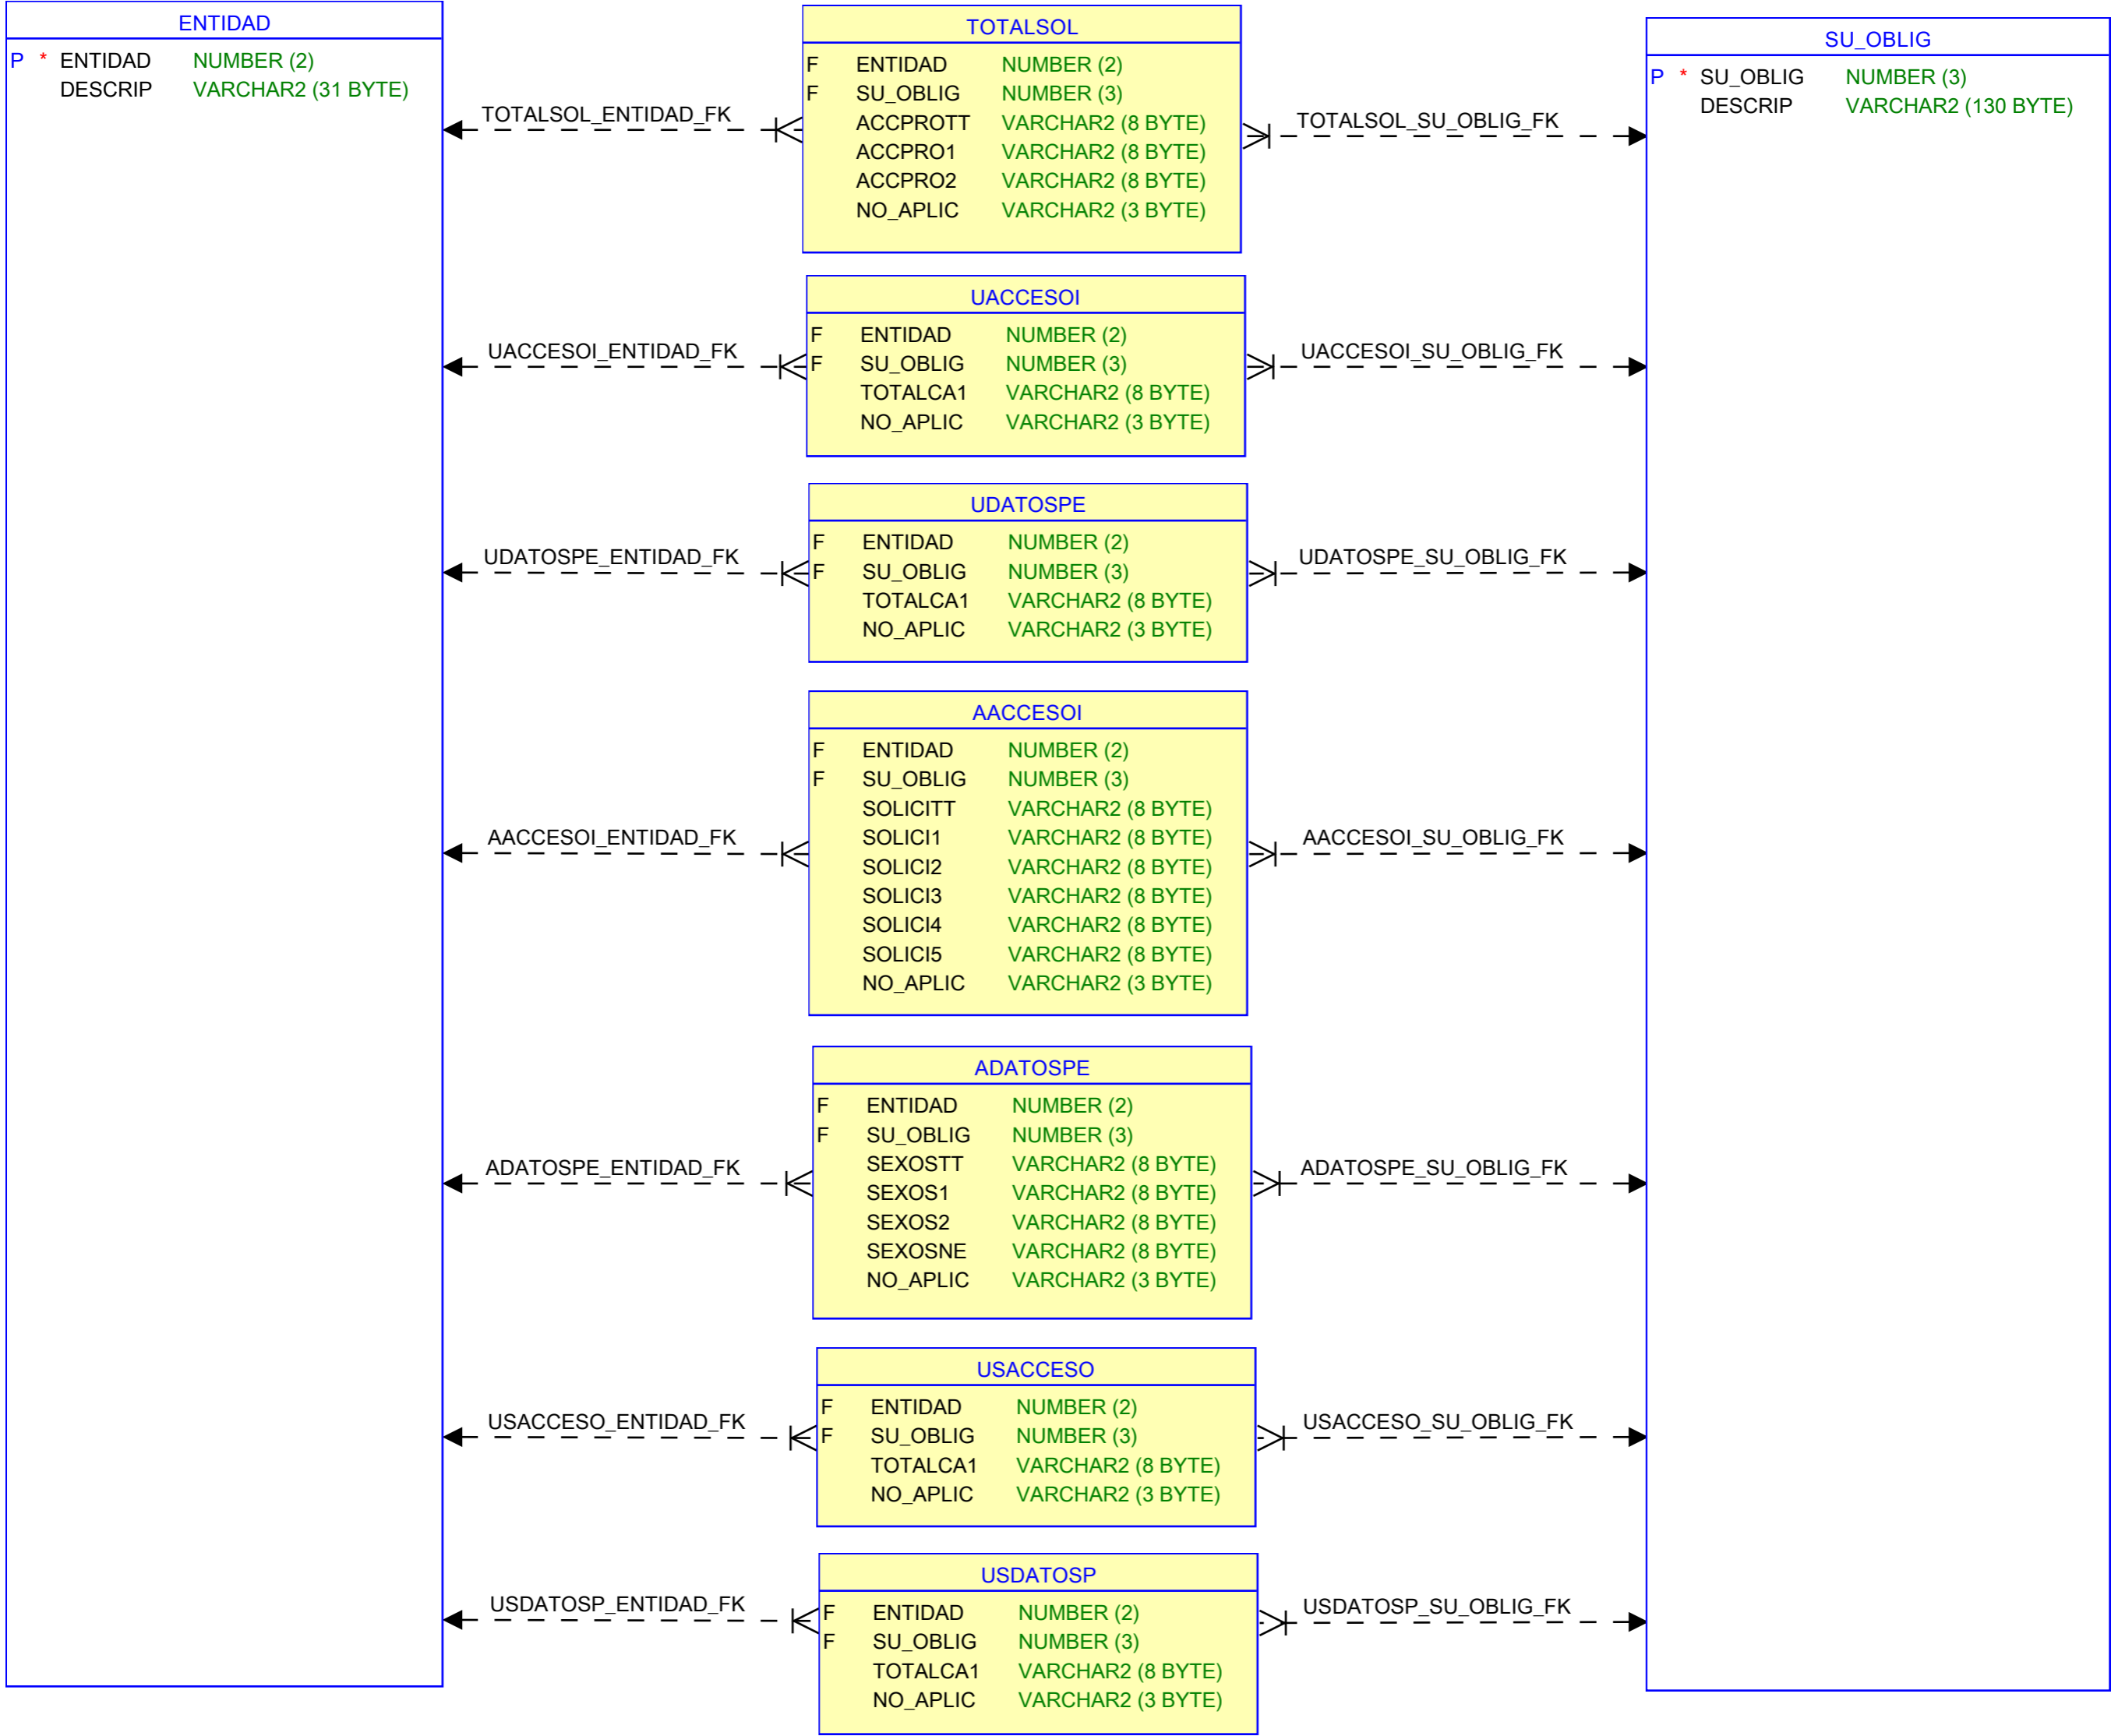 ENTIDAD
P * ENTIDAD NUMBER (2)
DESCRIP VARCHAR2 (31 BYTE)
TOTALSOL_ENTIDAD_FK
TOTALSOL
F ENTIDAD NUMBER (2)
F SU_OBLIG NUMBER (3)
ACCPROTT VARCHAR2 (8 BYTE)
ACCPRO1 VARCHAR2 (8 BYTE)
ACCPRO2 VARCHAR2 (8 BYTE)
NO_APLIC VARCHAR2 (3 BYTE)
TOTALSOL_SU_OBLIG_FK
SU_OBLIG
P * SU_OBLIG NUMBER (3)
DESCRIP VARCHAR2 (130 BYTE)
UACCESOI_ENTIDAD_FK
UACCESOI
F ENTIDAD NUMBER (2)
F SU_OBLIG NUMBER (3)
TOTALCA1 VARCHAR2 (8 BYTE)
NO_APLIC VARCHAR2 (3 BYTE)
UACCESOI_SU_OBLIG_FK
UDATOSPE_ENTIDAD_FK
UDATOSPE
F ENTIDAD NUMBER (2)
F SU_OBLIG NUMBER (3)
TOTALCA1 VARCHAR2 (8 BYTE)
NO_APLIC VARCHAR2 (3 BYTE)
UDATOSPE_SU_OBLIG_FK
AACCESOI_ENTIDAD_FK
AACCESOI
F ENTIDAD NUMBER (2)
F SU_OBLIG NUMBER (3)
SOLICITT VARCHAR2 (8 BYTE)
SOLICI1 VARCHAR2 (8 BYTE)
SOLICI2 VARCHAR2 (8 BYTE)
SOLICI3 VARCHAR2 (8 BYTE)
SOLICI4 VARCHAR2 (8 BYTE)
SOLICI5 VARCHAR2 (8 BYTE)
NO_APLIC VARCHAR2 (3 BYTE)
AACCESOI_SU_OBLIG_FK
ADATOSPE_ENTIDAD_FK
ADATOSPE
F ENTIDAD NUMBER (2)
F SU_OBLIG NUMBER (3)
SEXOSTT VARCHAR2 (8 BYTE)
SEXOS1 VARCHAR2 (8 BYTE)
SEXOS2 VARCHAR2 (8 BYTE)
SEXOSNE VARCHAR2 (8 BYTE)
NO_APLIC VARCHAR2 (3 BYTE)
ADATOSPE_SU_OBLIG_FK
USACCESO_ENTIDAD_FK
USACCESO
F ENTIDAD NUMBER (2)
F SU_OBLIG NUMBER (3)
TOTALCA1 VARCHAR2 (8 BYTE)
NO_APLIC VARCHAR2 (3 BYTE)
USACCESO_SU_OBLIG_FK
USDATOSP_ENTIDAD_FK
USDATOSP
F ENTIDAD NUMBER (2)
F SU_OBLIG NUMBER (3)
TOTALCA1 VARCHAR2 (8 BYTE)
NO_APLIC VARCHAR2 (3 BYTE)
USDATOSP_SU_OBLIG_FK